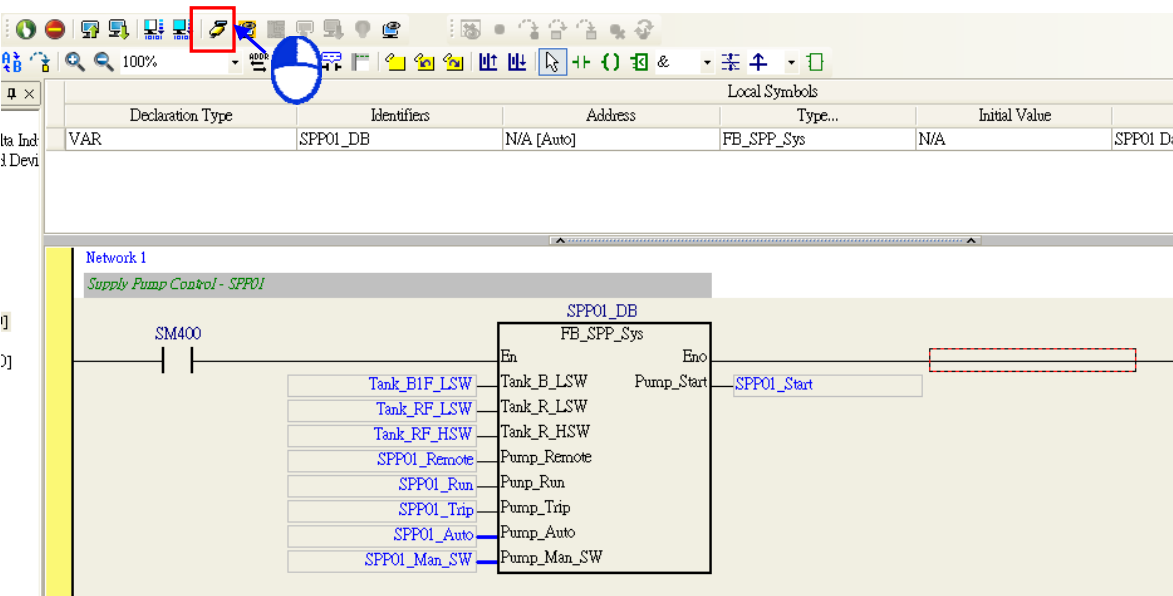 100%
ADDR
&
Local Symbols
Declaration Type Identifiers Address Type... Initial Value
lta Ind
VAR SPP01_DB N/A [Auto] FB_SPP_Sys N/A SPP01 D
d Devi
Network 1
Supply Pump Control - SPP01
SPP01_DB
SM400 FB_SPP_Sys
En Eno
Tank_B1F_LSW Tank_B_LSW Pump_Start SPP01_Start
Tank_RF_LSW Tank_R_LSW
Tank_RF_HSW Tank_R_HSW
SPP01_Remote Pump_Remote
SPP01_Run Punp_Run
SPP01_Trip Pump_Trip
SPP01_Auto Pump_Auto
SPP01_Man_SW Pump_Man_SW